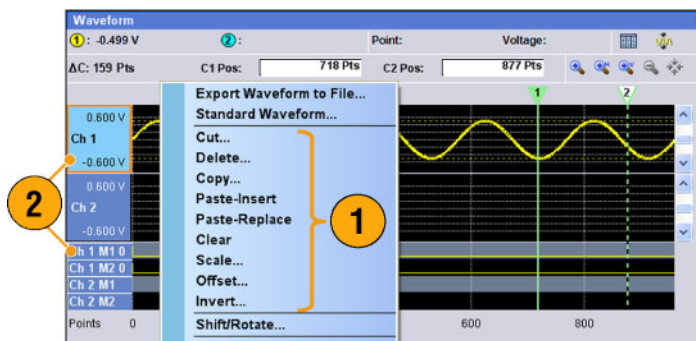 Waveform
1: -0.499 V 2: Point: Voltage:
ΔC: 159 Pts C1 Pos: 718 Pts C2 Pos: 877 Pts
Export Waveform to File...
Standard Waveform...
Cut...
Delete...
Copy...
Paste-Insert
Paste-Replace
Clear
Scale...
Offset...
Invert...
Shift/Rotate...
1
1 2
0.600 V
Ch 1
-0.600 V
2
0.600 V
Ch 2
-0.600 V
Ch 1 M1 0
Ch 1 M2 0
Ch 2 M1
Ch 2 M2
Points 0 600 800